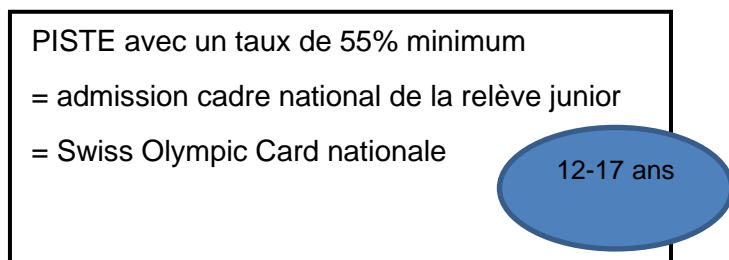 PISTE avec un taux de 55% minimum
= admission cadre national de la relève junior
= Swiss Olympic Card nationale
12-17 ans